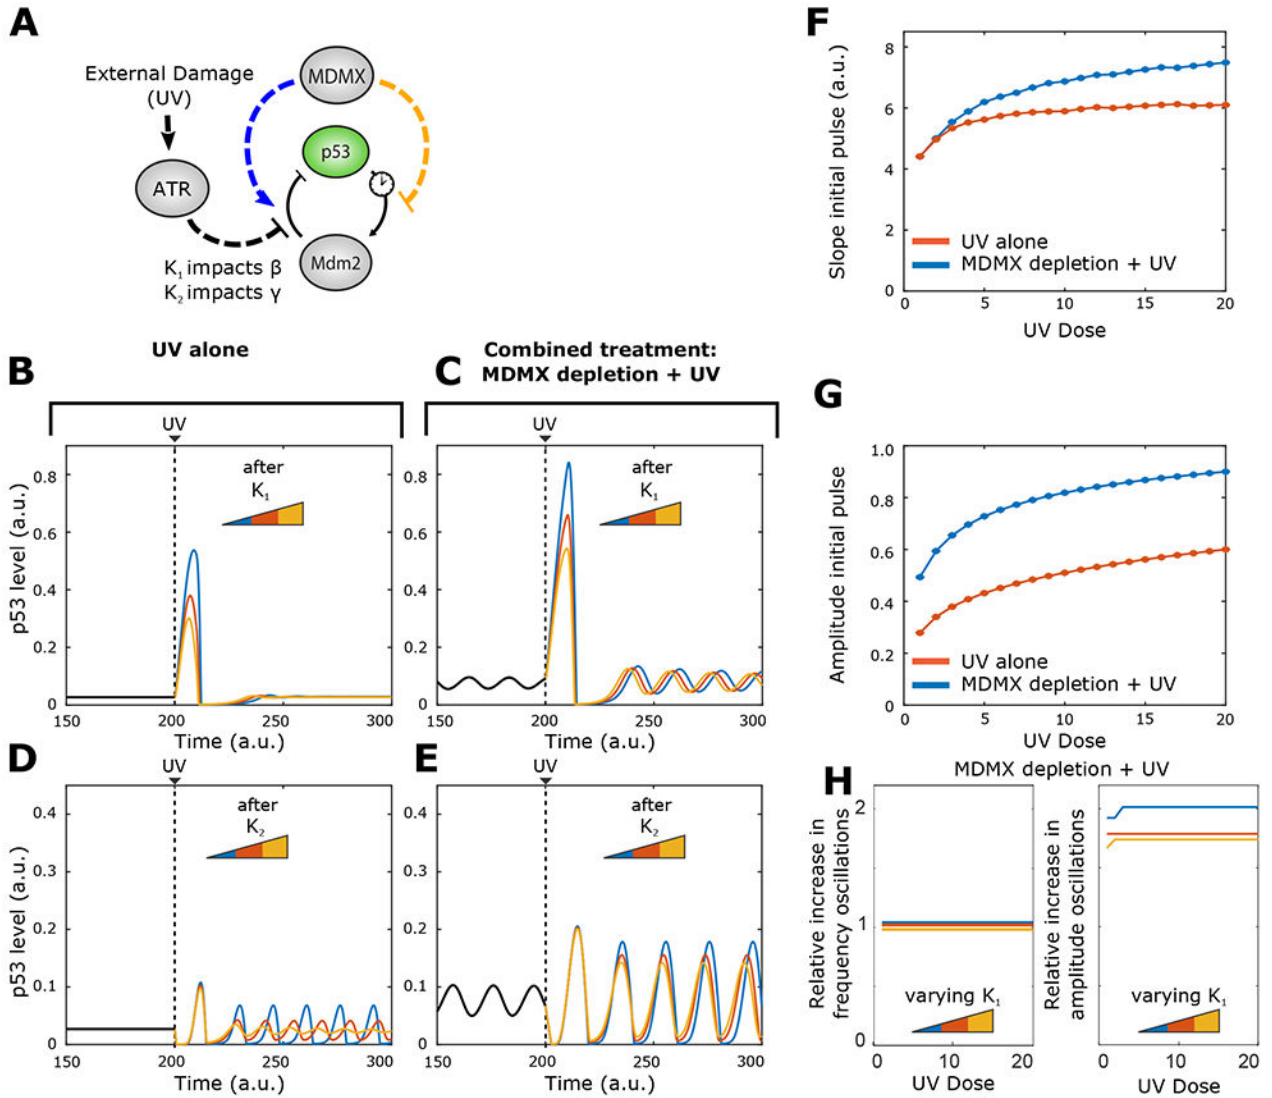 A
External Damage
(UV)
MDMX
p53
ATR
Mdm2
K1 impacts β
K2 impacts γ
UV alone
B
UV
after
K1
p53 level (a.u.)
0.8
0.6
0.4
0.2
0
150
200
250
300
Time (a.u.)
Combined treatment:
MDMX depletion + UV
C
UV
after
K1
0.8
0.6
0.4
0.2
0
150
200
250
300
Time (a.u.)
D
UV
after
K2
p53 level (a.u.)
0.4
0.3
0.2
0.1
0
150
200
250
300
Time (a.u.)
E
UV
after
K2
0.4
0.3
0.2
0.1
0
150
200
250
300
Time (a.u.)
F
Slope initial pulse (a.u.)
8
6
4
2
0
UV alone
MDMX depletion + UV
0
5
10
15
20
UV Dose
G
Amplitude initial pulse
1.0
0.8
0.6
0.4
0.2
0
UV alone
MDMX depletion + UV
0
5
10
15
20
UV Dose
H
MDMX depletion + UV
Relative increase in
frequency oscillations
2
1
0
varying K1
0
10
20
UV Dose
Relative increase in
amplitude oscillations
varying K1
0
10
20
UV Dose